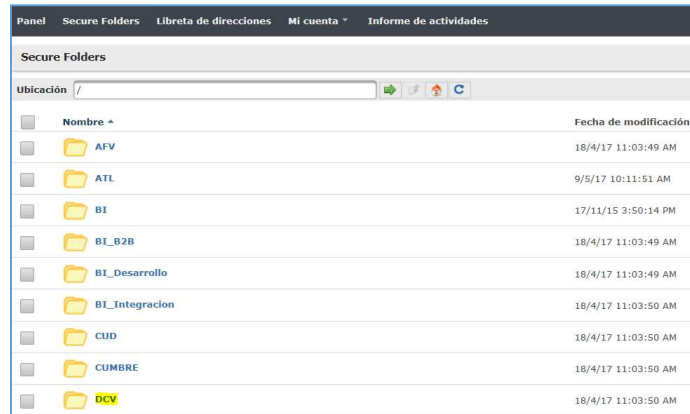 Panel Secure Folders Libreta de direcciones Mi cuenta Informe de actividades
Secure Folders
Ubicación /
Nombre Fecha de modificación
AFV 18/4/17 11:03:49 AM
ATL 9/5/17 10:11:51 AM
BI 17/11/15 3:50:14 PM
BI_B2B 18/4/17 11:03:49 AM
BI_Desarrollo 18/4/17 11:03:49 AM
BI_Integracion 18/4/17 11:03:50 AM
CUD 18/4/17 11:03:50 AM
CUMBRE 18/4/17 11:03:50 AM
DCV 18/4/17 11:03:50 AM